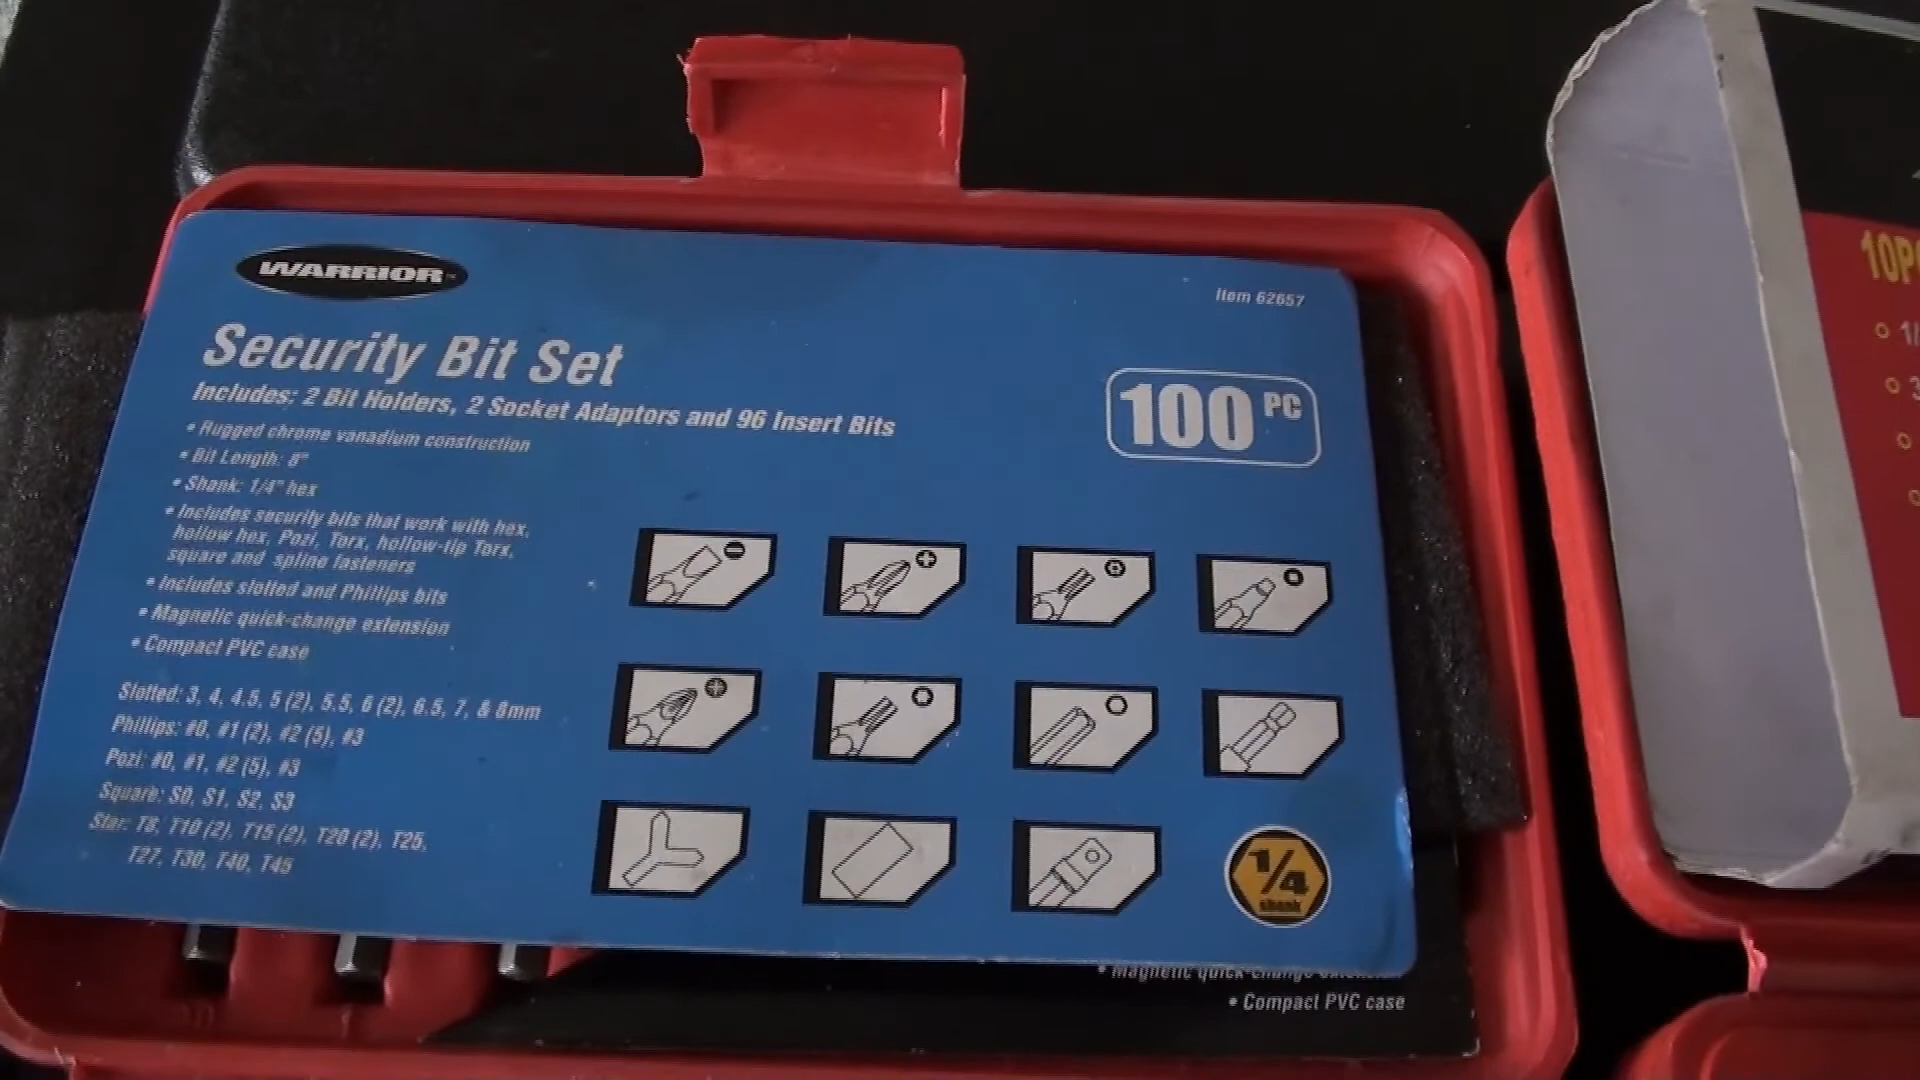 WARRIOR™
Item 62657
Security Bit Set
Includes: 2 Bit Holders, 2 Socket Adaptors and 96 Insert Bits
100 PC
• Rugged chrome vanadium construction
• Bit Length: 8"
• Shank: 1/4" hex
• Includes security bits that work with hex,
hollow hex, Pozi, Torx, hollow-tip Torx,
square and spline fasteners
• Includes slotted and Phillips bits
• Magnetic quick-change extension
• Compact PVC case
Slotted: 3, 4, 4.5, 5 (2), 5.5, 6 (2), 6.5, 7, & 8mm
Phillips: #0, #1 (2), #2 (5), #3
Pozi: #0, #1, #2 (5), #3
Square: S0, S1, S2, S3
Star: T8, T10 (2), T15 (2), T20 (2), T25,
T27, T30, T40, T45
1/4
shank
• Magnetic quick-change
• Compact PVC case
10P